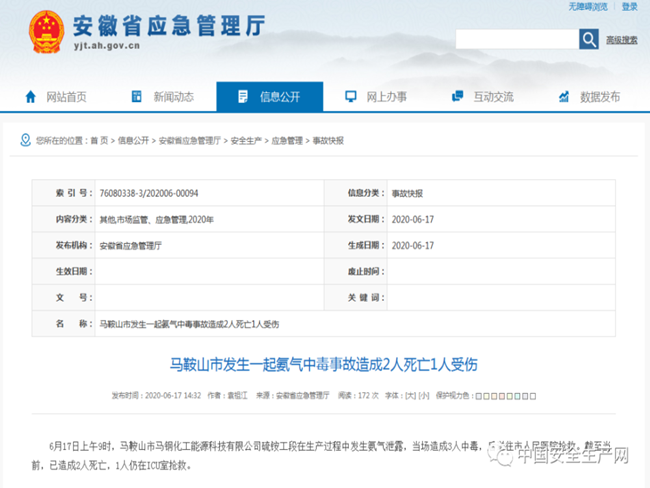 无障碍浏览 | 登录
安徽省应急管理厅
yjt.ah.gov.cn
高级搜索
网站首页 新闻动态 信息公开 网上办事 互动交流 数据发布
您所在的位置：首 页 > 信息公开 > 安徽省应急管理厅 > 安全生产 > 应急管理 > 事故快报
索 引 号： 76080338-3/202006-00094 信息分类： 事故快报
内容分类： 其他,市场监管、应急管理,2020年 发文日期： 2020-06-17
发布机构： 安徽省应急管理厅 生成日期： 2020-06-17
生效日期： 废止时间：
文 号： 关 键 词：
名 称： 马鞍山市发生一起氨气中毒事故造成2人死亡1人受伤
马鞍山市发生一起氨气中毒事故造成2人死亡1人受伤
发布时间：2020-06-17 14:32 作者：袁祖江 来源：安徽省应急管理厅 阅读：172 次 字体：[大] [小] 保护视力色：
6月17日上午9时，马鞍山市马钢化工能源科技有限公司硫铵工段在生产过程中发生氨气泄露，当场造成3人中毒，送往市人民医院抢救。截至当
前，已造成2人死亡，1人仍在ICU室抢救。
中国安全生产网